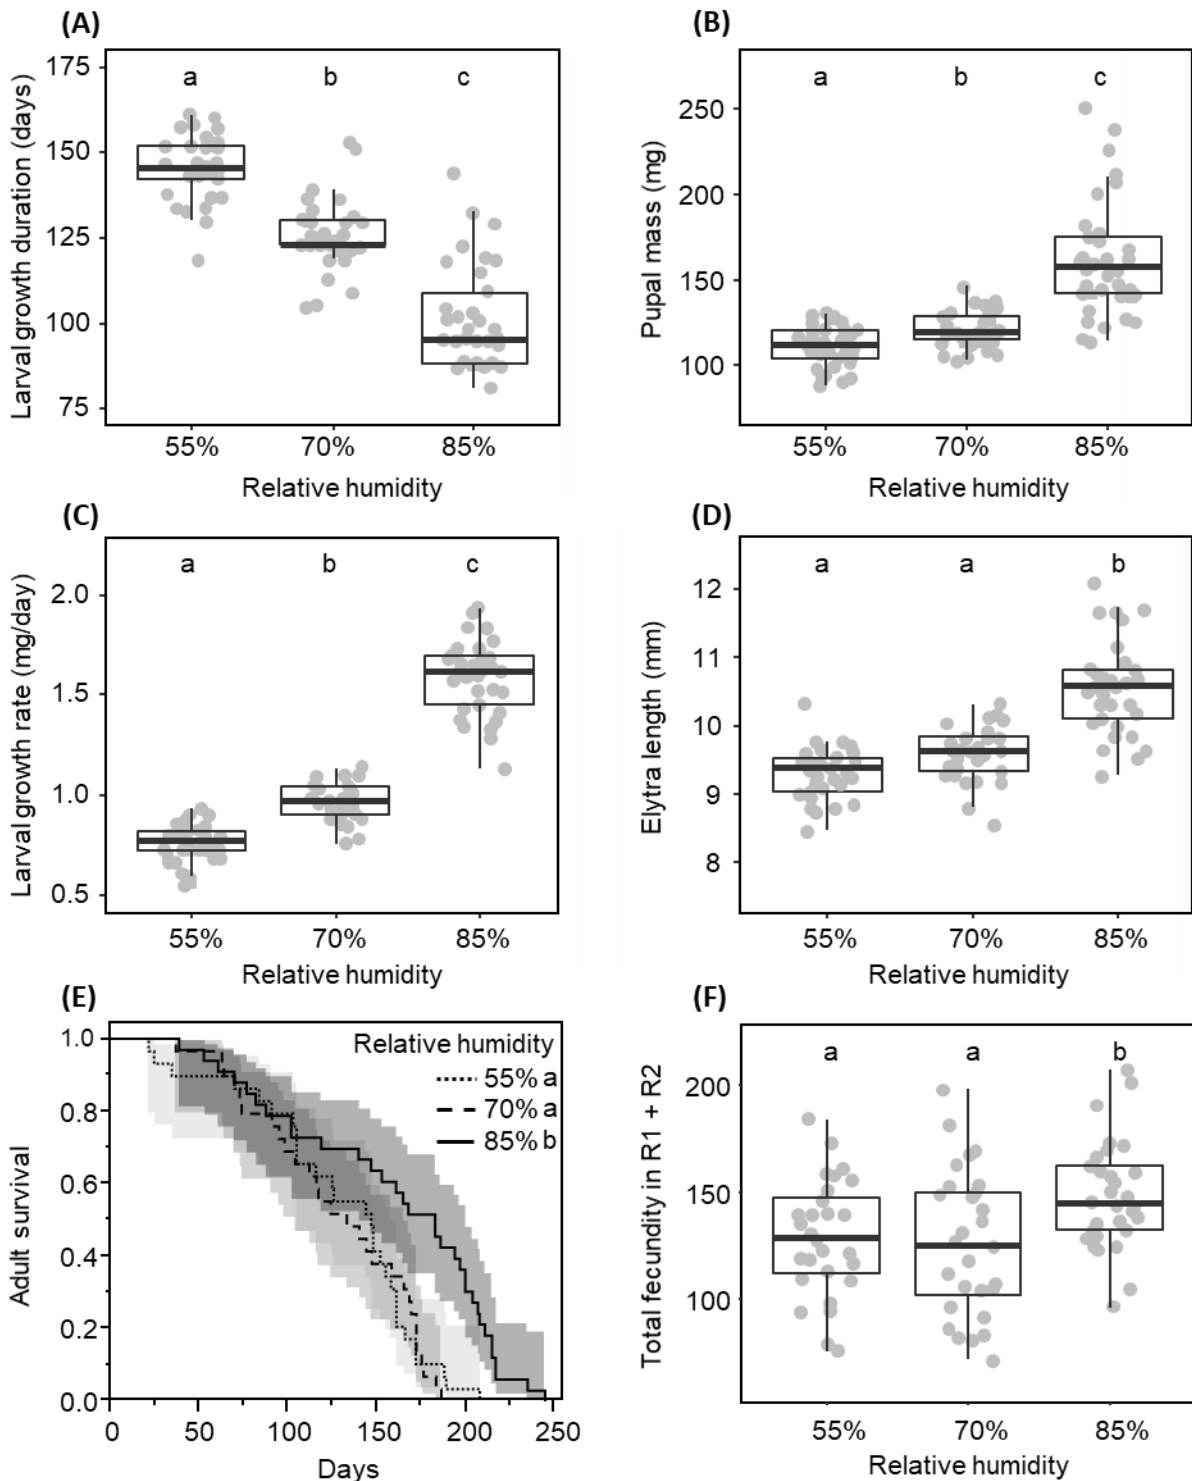 (A)
Larval growth duration (days)
175
150
125
100
75
a b c
55% 70% 85%
Relative humidity
(B)
Pupal mass (mg)
250
200
150
100
a b c
55% 70% 85%
Relative humidity
(C)
Larval growth rate (mg/day)
2.0
1.5
1.0
0.5
a b c
55% 70% 85%
Relative humidity
(D)
Elytra length (mm)
12
11
10
9
8
a a b
55% 70% 85%
Relative humidity
(E)
Adult survival
1.0
0.8
0.6
0.4
0.2
0.0
Relative humidity
55% a
70% a
85% b
0 50 100 150 200 250
Days
(F)
Total fecundity in R1 + R2
200
150
100
a a b
55% 70% 85%
Relative humidity